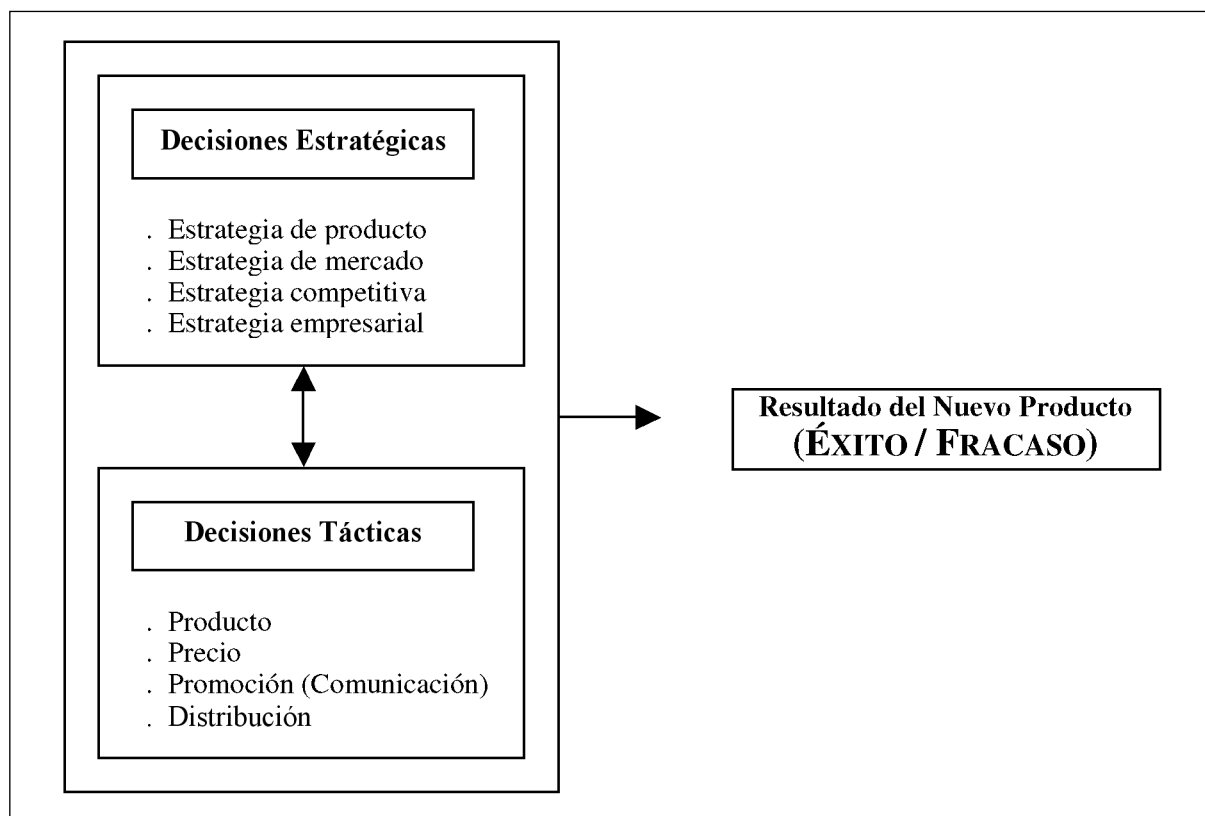 Decisiones Estratégicas
. Estrategia de producto
. Estrategia de mercado
. Estrategia competitiva
. Estrategia empresarial
Decisiones Tácticas
. Producto
. Precio
. Promoción (Comunicación)
. Distribución
Resultado del Nuevo Producto
(ÉXITO / FRACASO)